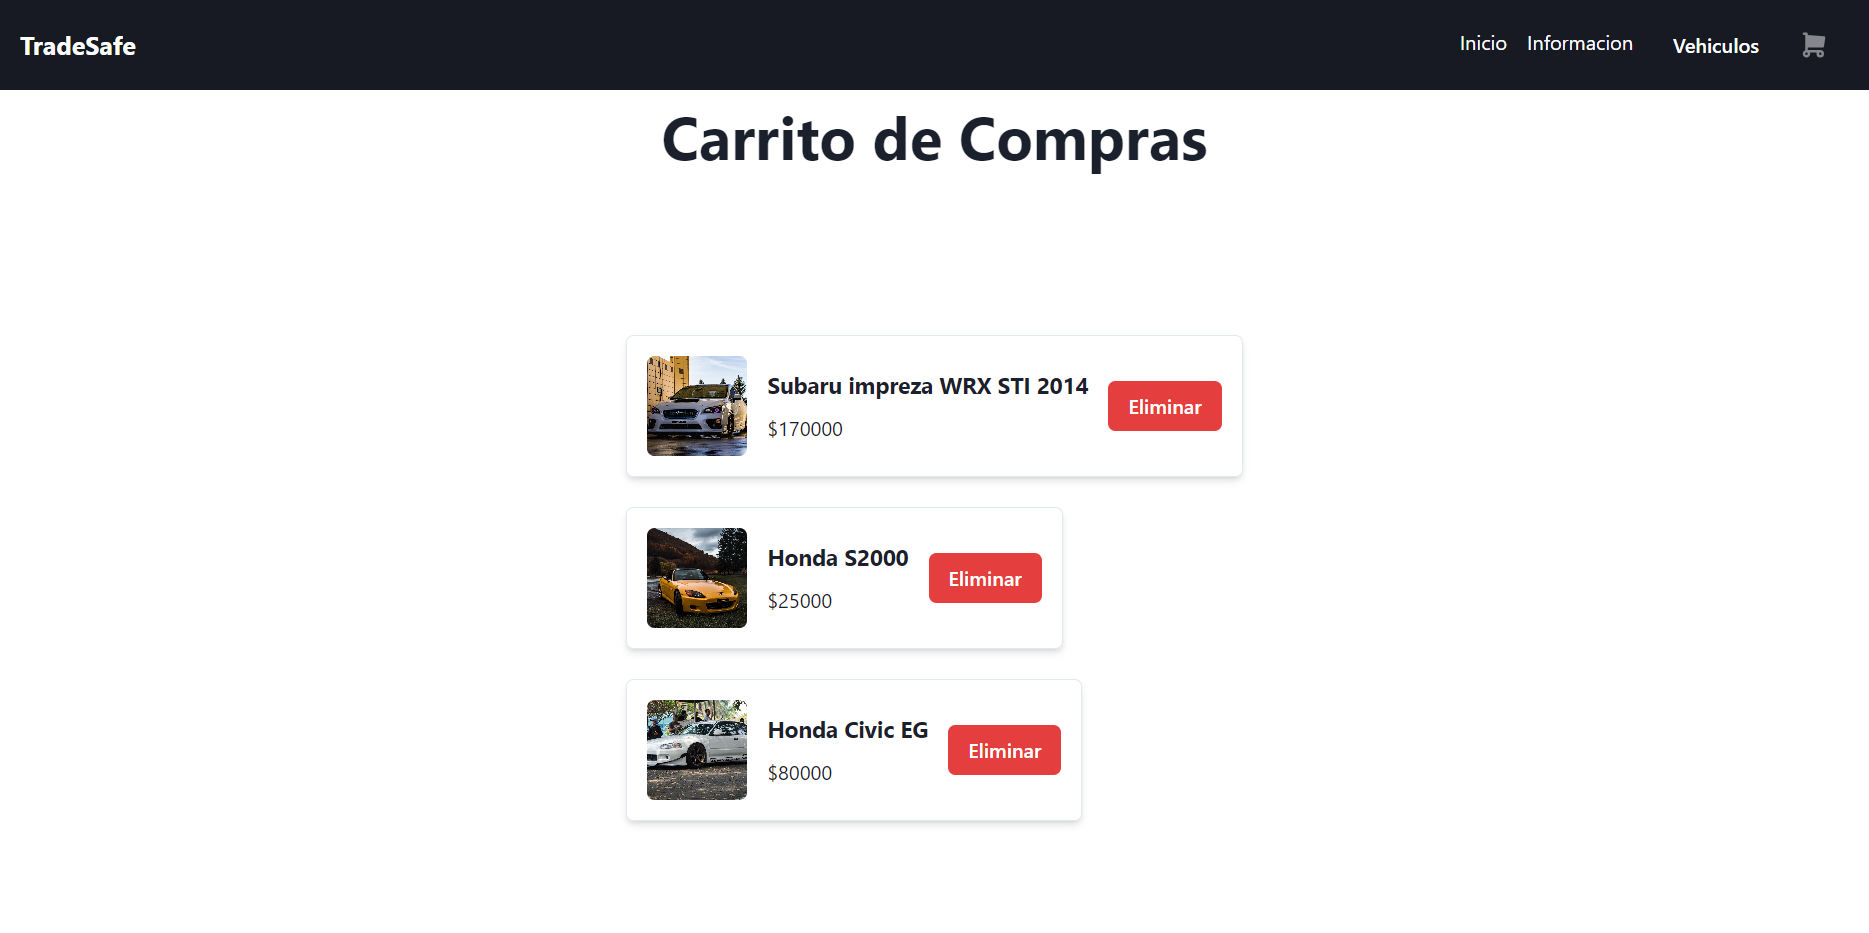 TradeSafe
Inicio Informacion Vehiculos
Carrito de Compras
Subaru impreza WRX STI 2014
$170000
Eliminar
Honda S2000
$25000
Eliminar
Honda Civic EG
$80000
Eliminar